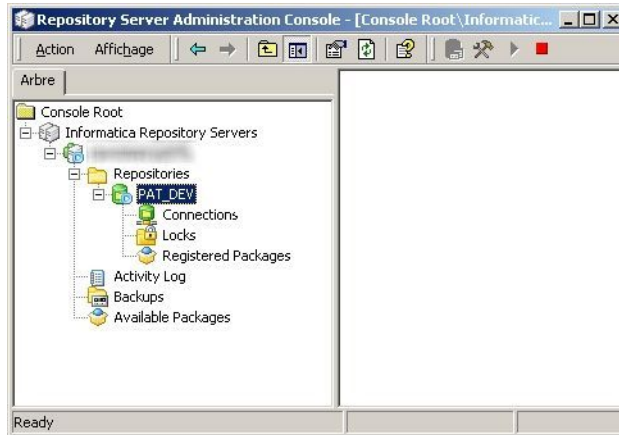 Repository Server Administration Console - [Console Root\Informatic...
Action Affichage
Arbre
Console Root
Informatica Repository Servers
Repositories
PAT_DEV
Connections
Locks
Registered Packages
Activity Log
Backups
Available Packages
Ready